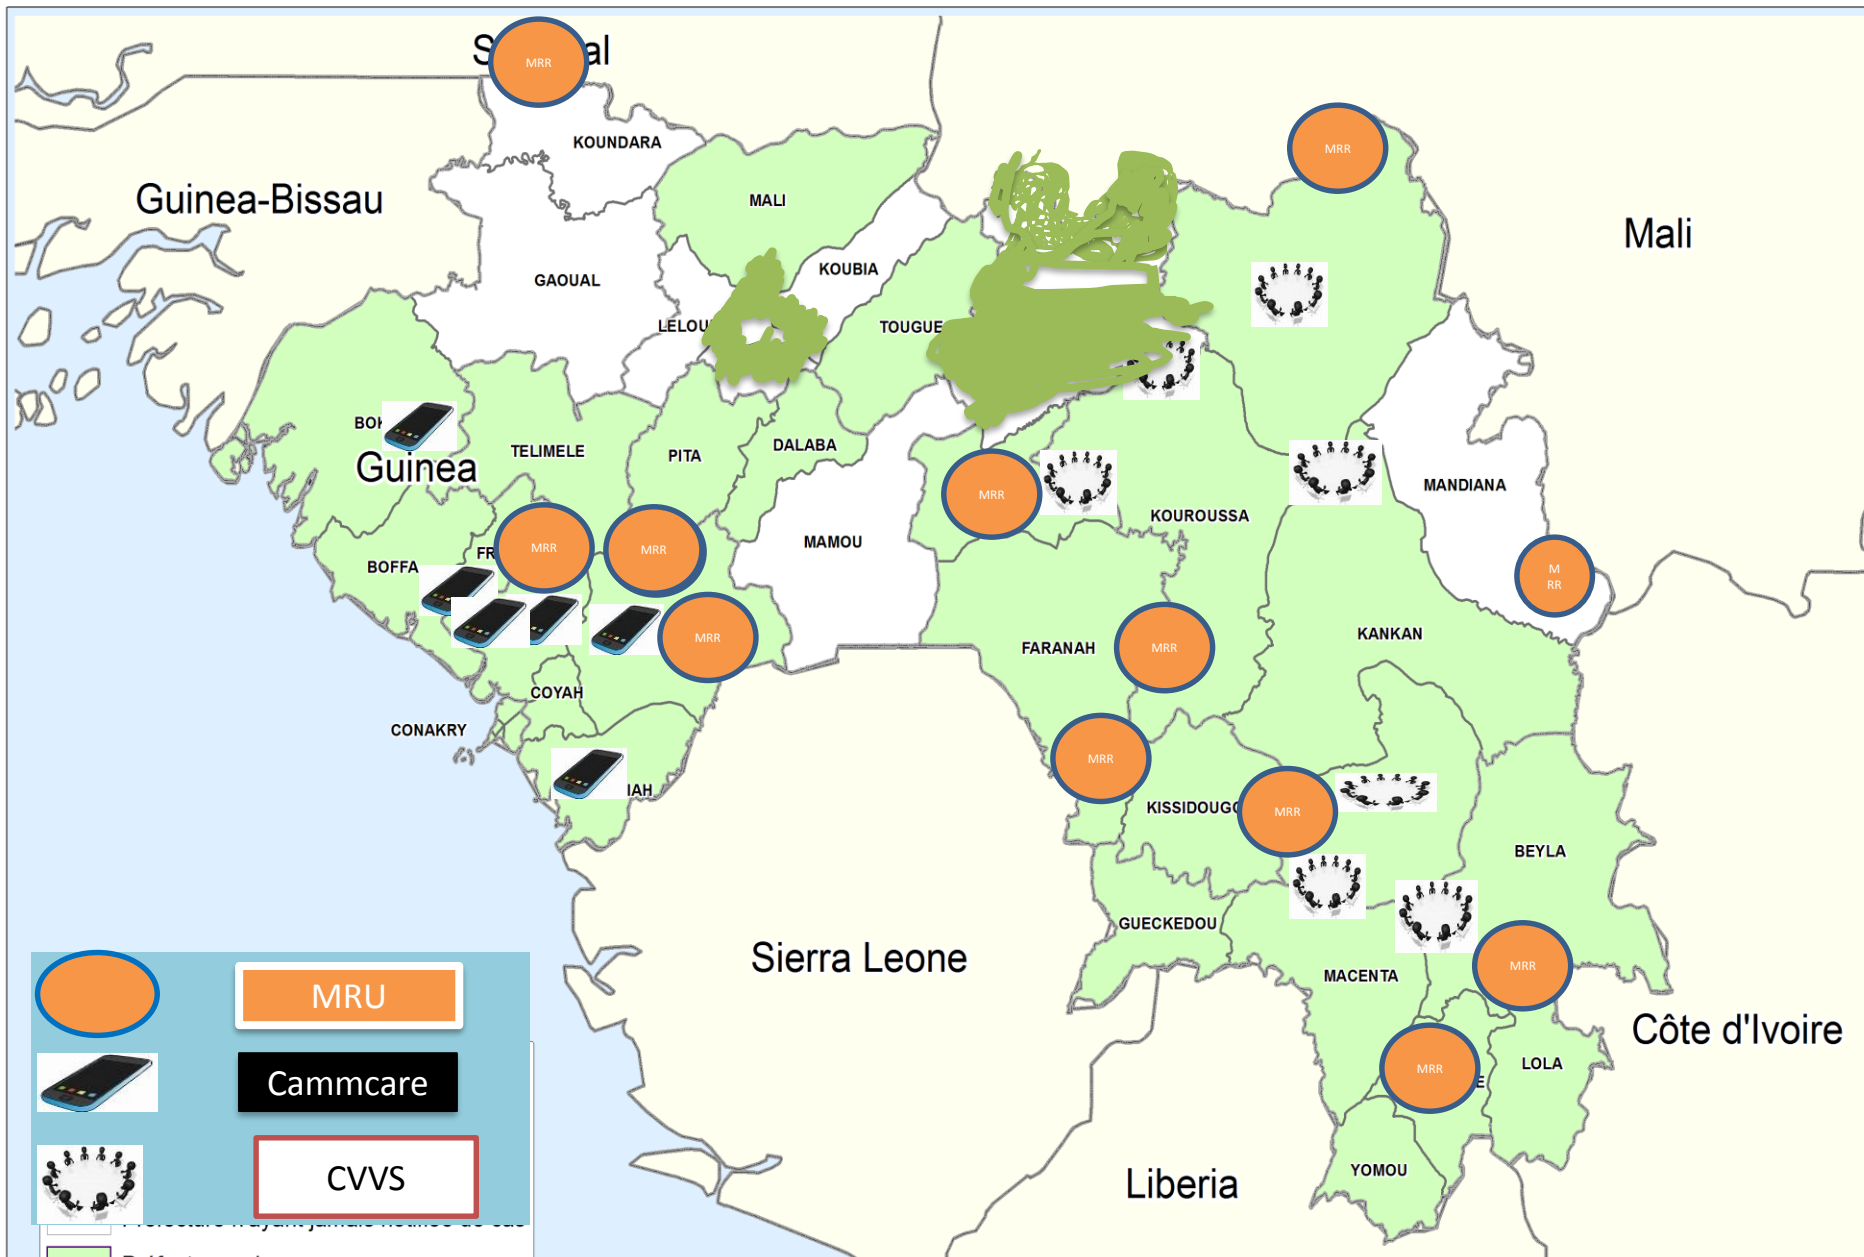 MRR
KOUNDARA
MRR
Guinea-Bissau
MALI
Mali
KOUBIA
GAOUAL
TOUGUE
BOK
TELIMELE
PITA
DALABA
Guinea
MANDIANA
MRR
KOUROUSSA
MRR
MRR
MAMOU
BOFFA
FR
M
RR
MRR
FARANAH
MRR
KANKAN
COYAH
CONAKRY
MRR
IAH
KISSIDOUGO
MRR
BEYLA
GUECKEDOU
Sierra Leone
MACENTA
MRR
MRU
Côte d'Ivoire
LOLA
MRR
E
Cammcare
YOMOU
CVVS
Liberia